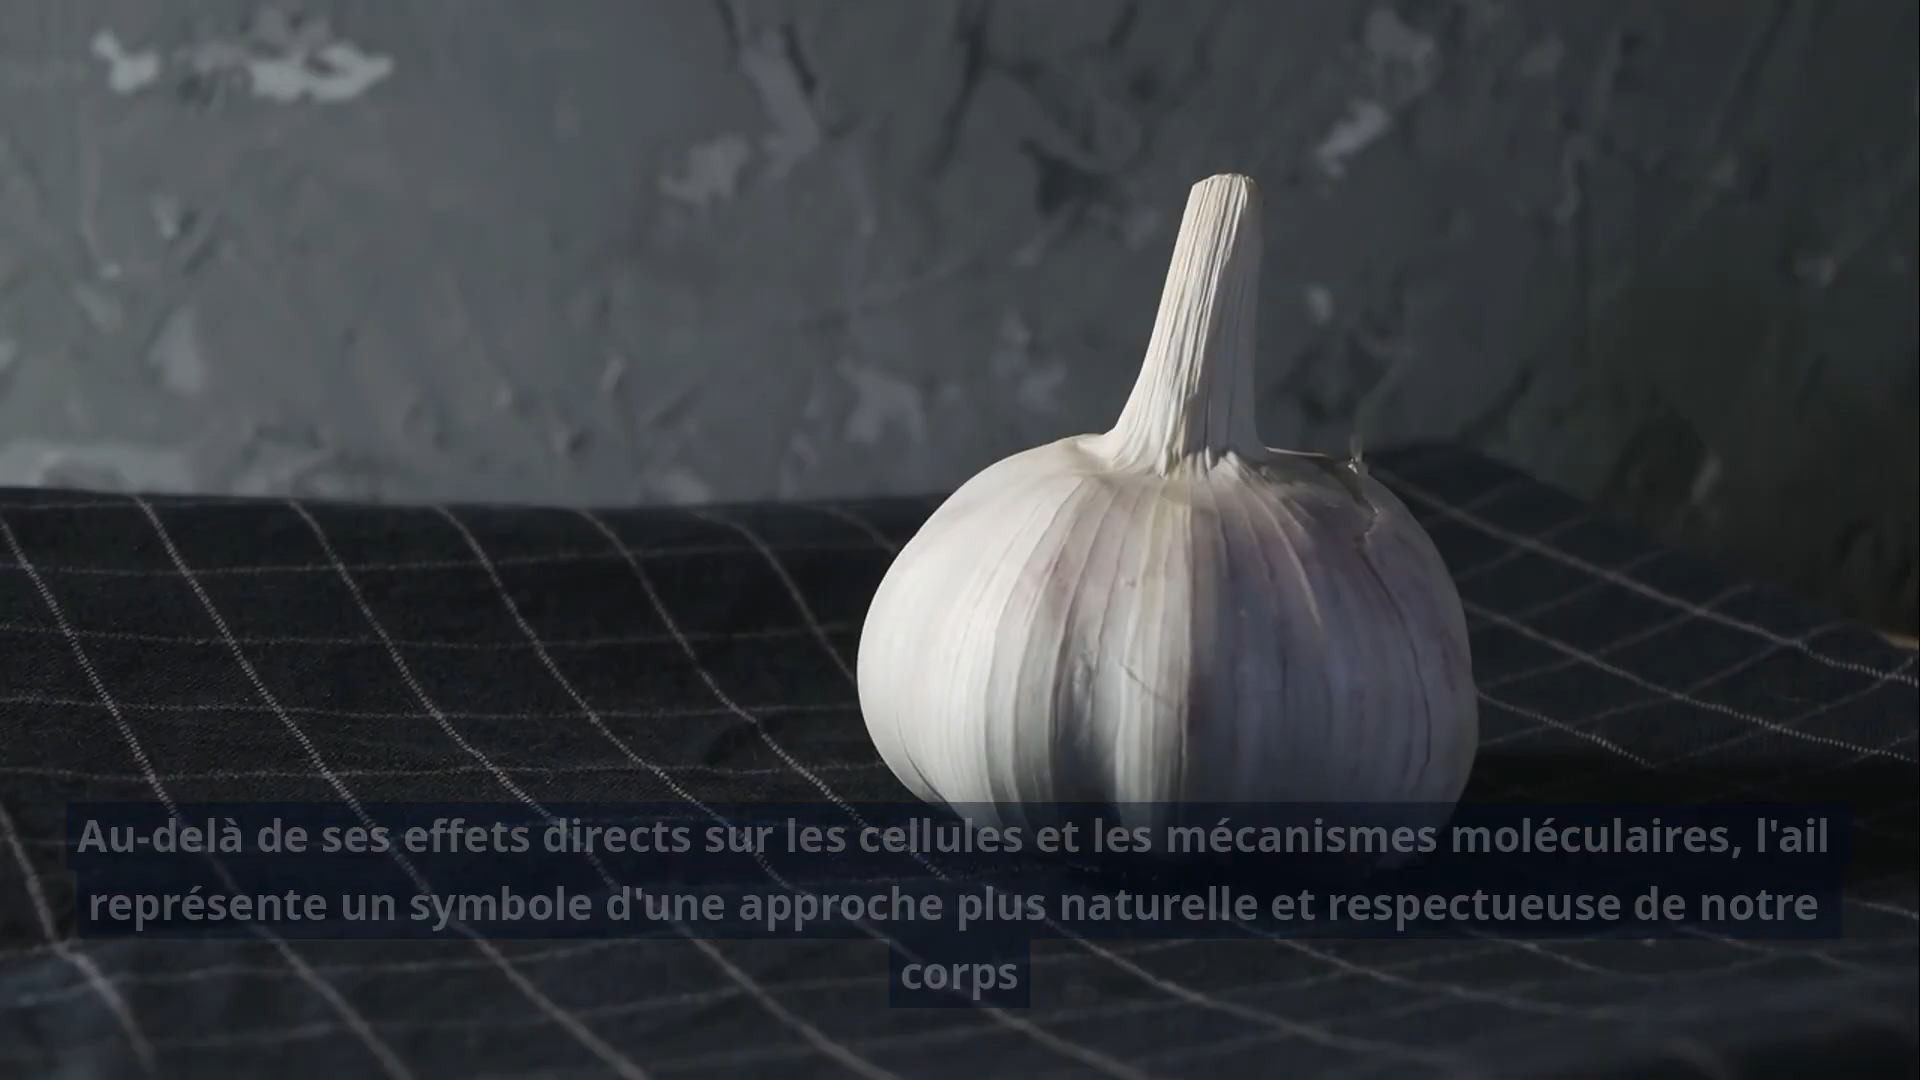 Au-delà de ses effets directs sur les cellules et les mécanismes moléculaires, l'ail
représente un symbole d'une approche plus naturelle et respectueuse de notre
corps